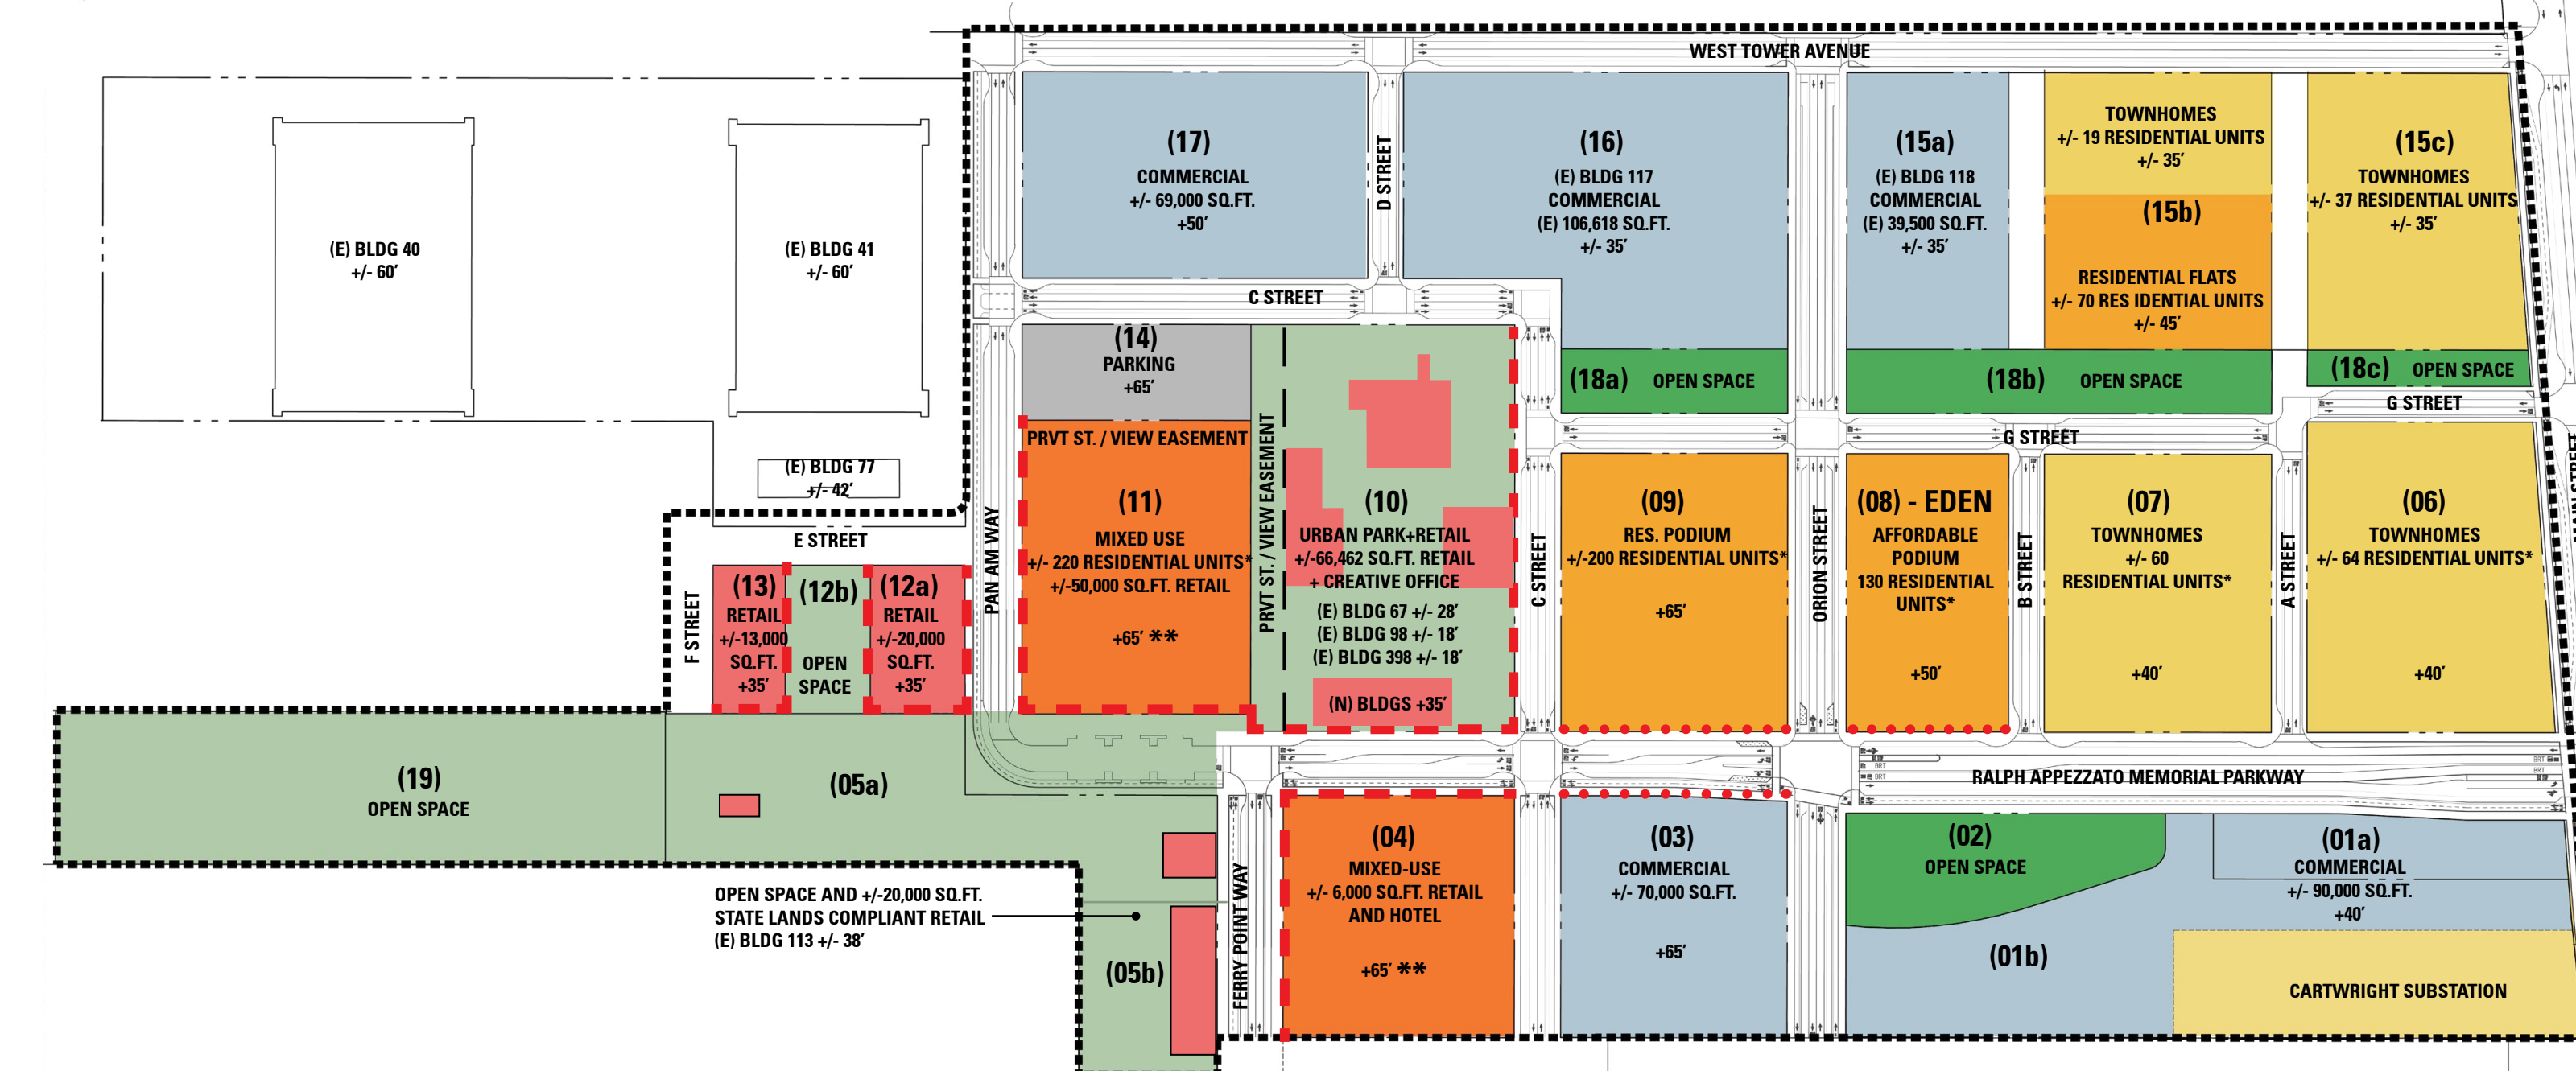 WEST TOWER AVENUE
(E) BLDG 40
+/- 60’
(E) BLDG 41
+/- 60’
(E) BLDG 77
+/- 42’
(17)
COMMERCIAL
+/- 69,000 SQ.FT.
+50’
D STREET
(16)
(E) BLDG 117
COMMERCIAL
(E) 106,618 SQ.FT.
+/- 35’
(15a)
(E) BLDG 118
COMMERCIAL
(E) 39,500 SQ.FT.
+/- 35’
TOWNHOMES
+/- 19 RESIDENTIAL UNITS
+/- 35’
(15b)
RESIDENTIAL FLATS
+/- 70 RES IDENTIAL UNITS
+/- 45’
(15c)
TOWNHOMES
+/- 37 RESIDENTIAL UNITS
+/- 35’
C STREET
(14)
PARKING
+65’
(18a) OPEN SPACE
(18b) OPEN SPACE
(18c) OPEN SPACE
G STREET
G STREET
PRVT ST. / VIEW EASEMENT
(11)
MIXED USE
+/- 220 RESIDENTIAL UNITS*
+/-50,000 SQ.FT. RETAIL
+65’ **
PRVT ST. / VIEW EASEMENT
(10)
URBAN PARK+RETAIL
+/-66,462 SQ.FT. RETAIL
+ CREATIVE OFFICE
(E) BLDG 67 +/- 28’
(E) BLDG 98 +/- 18’
(E) BLDG 398 +/- 18’
(N) BLDGS +35’
C STREET
(09)
RES. PODIUM
+/-200 RESIDENTIAL UNITS*
+65’
ORION STREET
(08) - EDEN
AFFORDABLE
PODIUM
130 RESIDENTIAL
UNITS*
+50’
B STREET
(07)
TOWNHOMES
+/- 60
RESIDENTIAL UNITS*
+40’
A STREET
(06)
TOWNHOMES
+/- 64 RESIDENTIAL UNITS*
+40’
MAIN STREET
E STREET
F STREET
(13)
RETAIL
+/-13,000
SQ.FT.
+35’
(12b)
OPEN
SPACE
(12a)
RETAIL
+/-20,000
SQ.FT.
+35’
PAN AM WAY
(19)
OPEN SPACE
(05a)
RALPH APPEZZATO MEMORIAL PARKWAY
BRT
BRT
BRT
BRT
OPEN SPACE AND +/-20,000 SQ.FT.
STATE LANDS COMPLIANT RETAIL
(E) BLDG 113 +/- 38’
(05b)
FERRY POINT WAY
(04)
MIXED-USE
+/- 6,000 SQ.FT. RETAIL
AND HOTEL
+65’ **
(03)
COMMERCIAL
+/- 70,000 SQ.FT.
+65’
(02)
OPEN SPACE
(01a)
COMMERCIAL
+/- 90,000 SQ.FT.
+40’
(01b)
CARTWRIGHT SUBSTATION